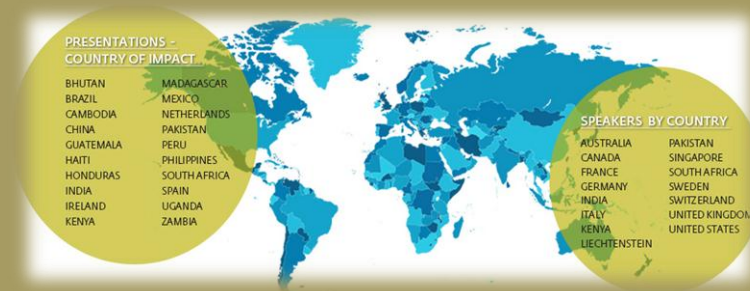 PRESENTATIONS -
COUNTRY OF IMPACT
BHUTAN
BRAZIL
CAMBODIA
CHINA
GUATEMALA
HAITI
HONDURAS
INDIA
IRELAND
KENYA
MADAGASCAR
MEXICO
NETHERLANDS
PAKISTAN
PERU
PHILIPPINES
SOUTH AFRICA
SPAIN
UGANDA
ZAMBIA
SPEAKERS BY COUNTRY
AUSTRALIA
CANADA
FRANCE
GERMANY
INDIA
ITALY
KENYA
LIECHTENSTEIN
PAKISTAN
SINGAPORE
SOUTH AFRICA
SWEDEN
SWITZERLAND
UNITED KINGDOM
UNITED STATES